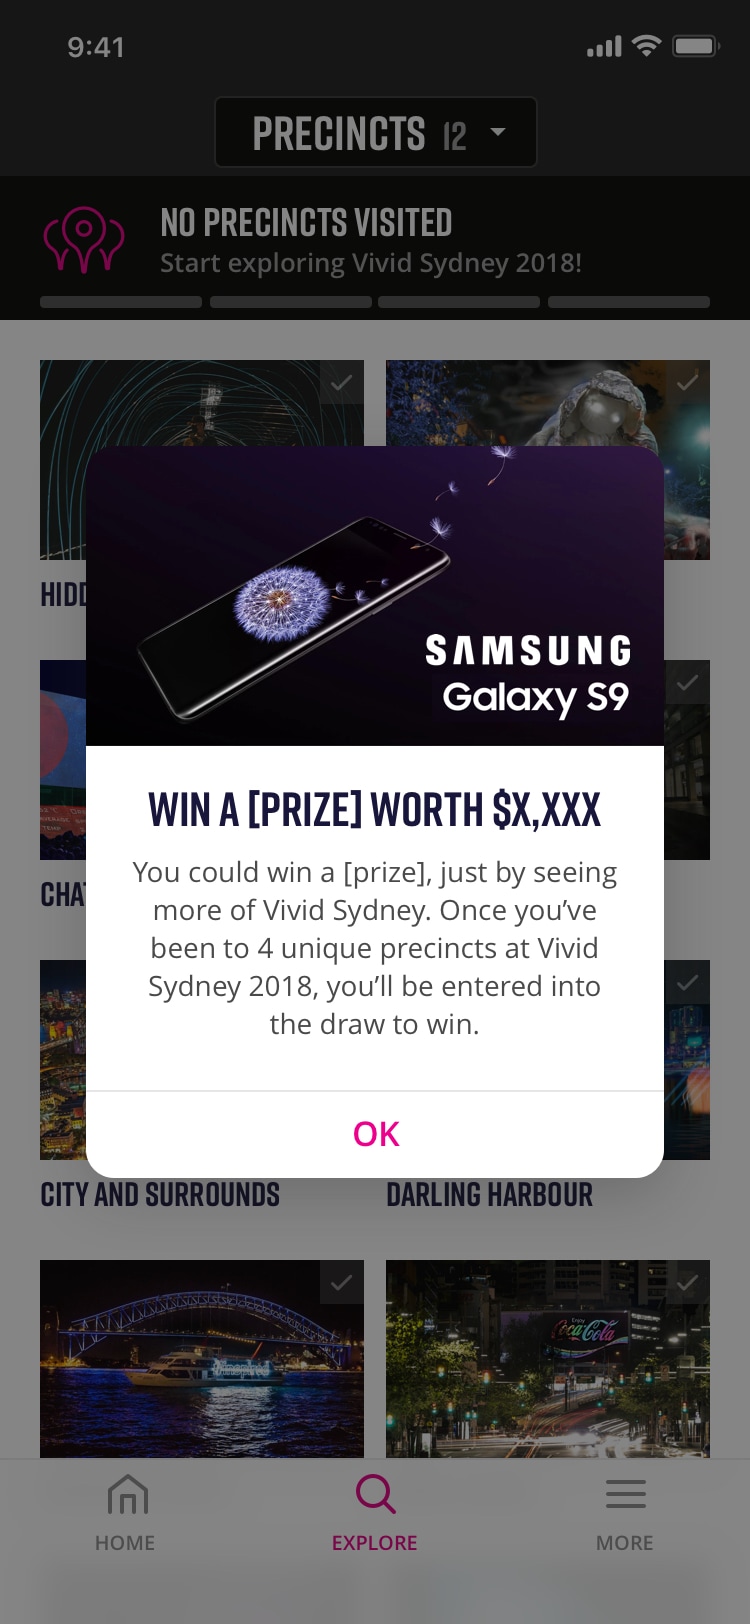 9:41
PRECINCTS 12
NO PRECINCTS VISITED
Start exploring Vivid Sydney 2018!
SAMSUNG
Galaxy S9
WIN A [PRIZE] WORTH $X,XXX
You could win a [prize], just by seeing
more of Vivid Sydney. Once you’ve
been to 4 unique precincts at Vivid
Sydney 2018, you’ll be entered into
the draw to win.
OK
CITY AND SURROUNDS
DARLING HARBOUR
Enjoy
Coca-Cola
HOME
EXPLORE
MORE